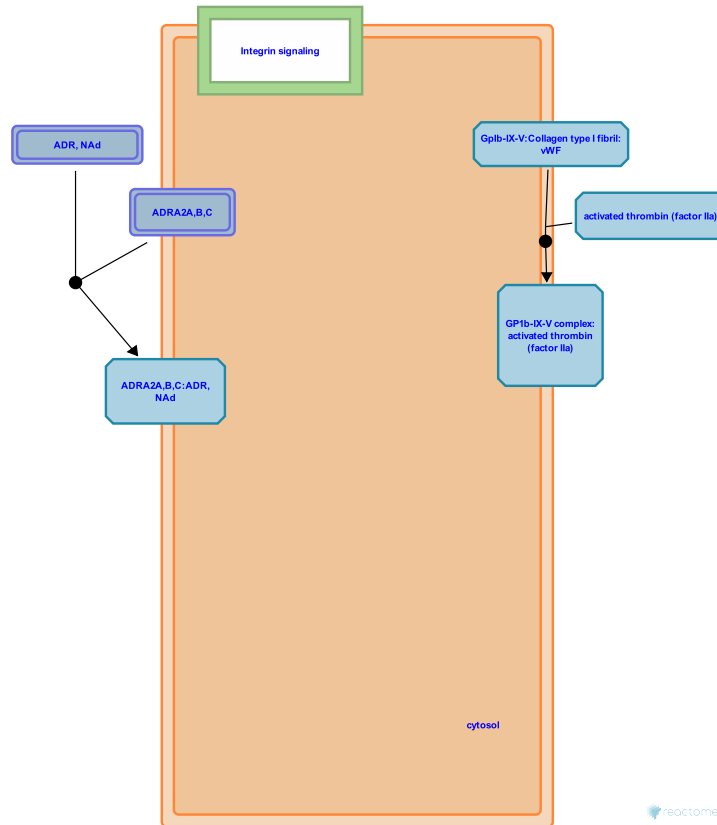 Integrin signaling
ADR, NAd
GpIb-IX-V:Collagen type I fibril:
vWF
ADRA2A,B,C
activated thrombin (factor IIa)
GP1b-IX-V complex:
activated thrombin
(factor IIa)
ADRA2A,B,C:ADR,
NAd
cytosol
reactome